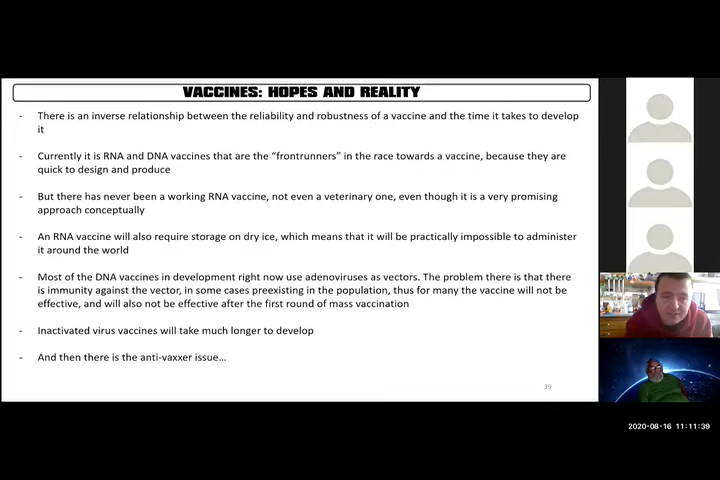 VACCINES: HOPES AND REALITY
- There is an inverse relationship between the reliability and robustness of a vaccine and the time it takes to develop
it
- Currently it is RNA and DNA vaccines that are the “frontrunners” in the race towards a vaccine, because they are
quick to design and produce
- But there has never been a working RNA vaccine, not even a veterinary one, even though it is a very promising
approach conceptually
- An RNA vaccine will also require storage on dry ice, which means that it will be practically impossible to administer
it around the world
- Most of the DNA vaccines in development right now use adenoviruses as vectors. The problem there is that there
is immunity against the vector, in some cases preexisting in the population, thus for many the vaccine will not be
effective, and will also not be effective after the first round of mass vaccination
- Inactivated virus vaccines will take much longer to develop
- And then there is the anti-vaxxer issue…
39
2020-08-16 11:11:39